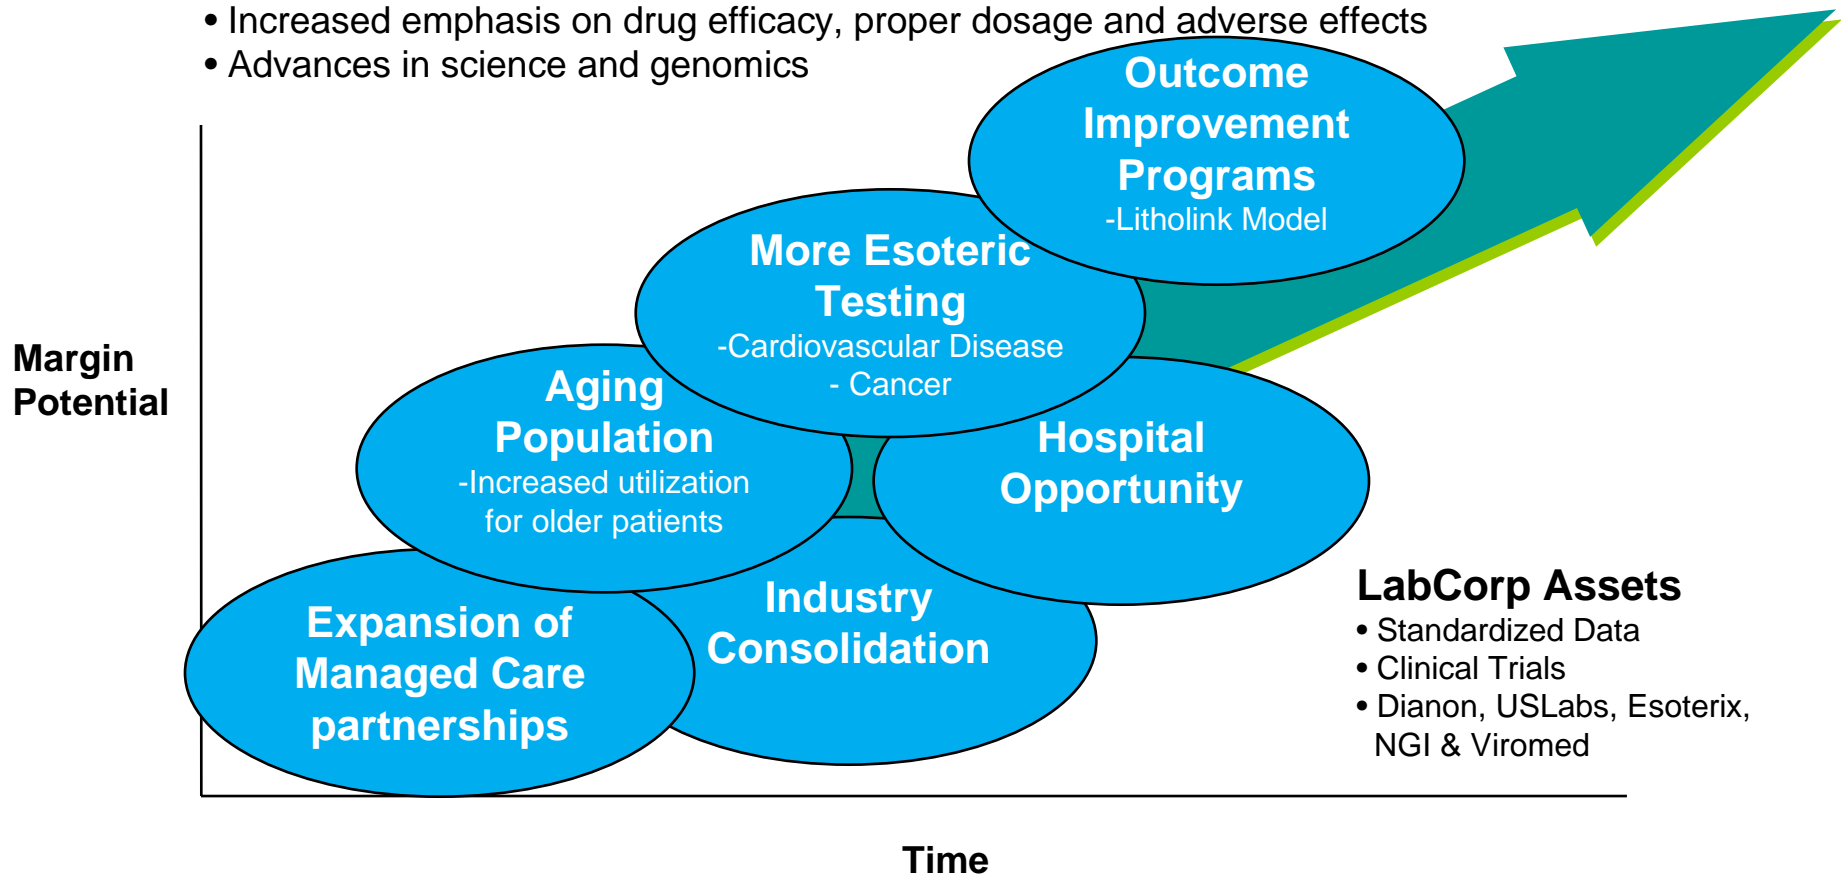 • Increased emphasis on drug efficacy, proper dosage and adverse effects
• Advances in science and genomics
Outcome
Improvement
Programs
-Litholink Model
More Esoteric
Testing
-Cardiovascular Disease
- Cancer
Margin
Potential
Aging
Population
-Increased utilization
for older patients
Hospital
Opportunity
Industry
Consolidation
Expansion of
Managed Care
partnerships
LabCorp Assets
• Standardized Data
• Clinical Trials
• Dianon, USLabs, Esoterix,
NGI & Viromed
Time